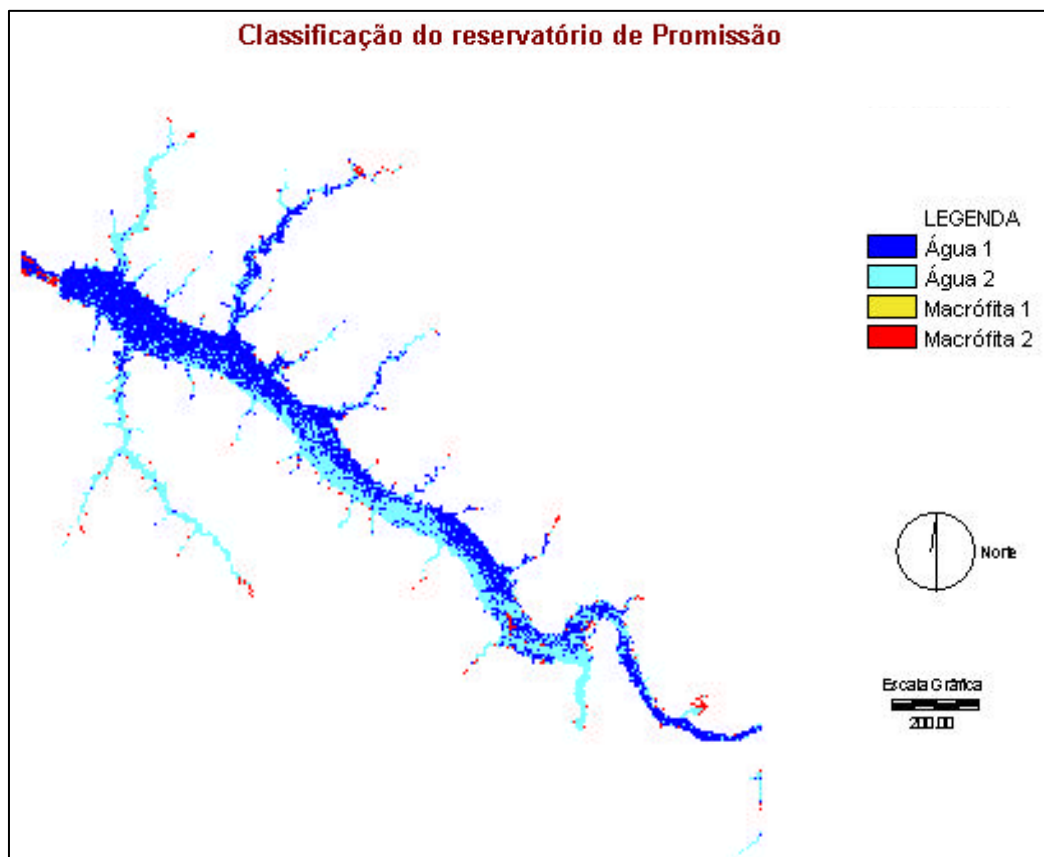 Classificação do reservatório de Promissão
LEGENDA
Água 1
Água 2
Macrófita 1
Macrófita 2
Norte
Escala Gráfica
200.00